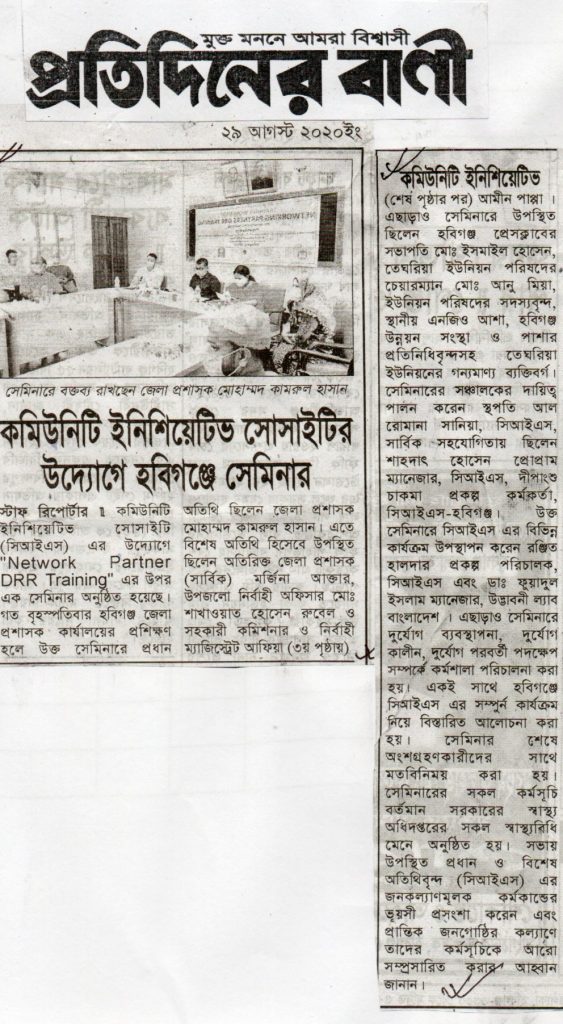 মুক্ত মননে আমরা বিশ্বাসী
প্রতিদিনের বাণী
২৯ আগস্ট ২০২০ইং
সেমিনারে বক্তব্য রাখছেন জেলা প্রশাসক মোহাম্মদ কামরুল হাসান
কমিউনিটি ইনিশিয়েটিভ সোসাইটির
উদ্যোগে হবিগঞ্জে সেমিনার
স্টাফ রিপোর্টার ॥ কমিউনিটি
ইনিশিয়েটিভ সোসাইটি
(সিআইএস) এর উদ্যোগে
"Network Partner
DRR Training" এর উপর
এক সেমিনার অনুষ্ঠিত হয়েছে।
গত বৃহস্পতিবার হবিগঞ্জ জেলা
প্রশাসক কার্যালয়ের প্রশিক্ষণ
হলে উক্ত সেমিনারে প্রধান
অতিথি ছিলেন জেলা প্রশাসক
মোহাম্মদ কামরুল হাসান। এতে
বিশেষ অতিথি হিসেবে উপস্থিত
ছিলেন অতিরিক্ত জেলা প্রশাসক
(সার্বিক) মর্জিনা আক্তার,
উপজেলা নির্বাহী অফিসার মোঃ
শাখাওয়াত হোসেন রুবেল ও
সহকারী কমিশনার ও নির্বাহী
ম্যাজিস্ট্রেট আফিয়া (৩য় পৃষ্ঠায়)
কমিউনিটি ইনিশিয়েটিভ
(শেষ পৃষ্ঠার পর) আমীন পাপ্পা ।
এছাড়াও সেমিনারে উপস্থিত
ছিলেন হবিগঞ্জ প্রেসক্লাবের
সভাপতি মোঃ ইসমাইল হোসেন,
তেঘরিয়া ইউনিয়ন পরিষদের
চেয়ারম্যান মোঃ আনু মিয়া,
ইউনিয়ন পরিষদের সদস্যবৃন্দ,
স্থানীয় এনজিও আশা, হবিগঞ্জ
উন্নয়ন সংস্থা ও পাশার
প্রতিনিধিবৃন্দসহ তেঘরিয়া
ইউনিয়নের গন্যমাণ্য ব্যক্তিবর্গ।
সেমিনারের সঞ্চালকের দায়িত্ব
পালন করেন স্থপতি আল
রোমানা সানিয়া, সিআইএস,
সার্বিক সহযোগিতায় ছিলেন
শাহদাৎ হোসেন প্রোগ্রাম
ম্যানেজার, সিআইএস, দীপাংশু
চাকমা প্রকল্প কর্মকর্তা,
সিআইএস-হবিগঞ্জ। উক্ত
সেমিনারে সিআইএস এর বিভিন্ন
কার্যক্রম উপস্থাপন করেন রঞ্জিত
হালদার প্রকল্প পরিচালক,
সিআইএস এবং ডাঃ ফুয়াদুল
ইসলাম ম্যানেজার, উদ্ভাবনী ল্যাব
বাংলাদেশ । এছাড়াও সেমিনারে
দুর্যোগ ব্যবস্থাপনা, দুর্যোগ
কালীন, দুর্যোগ পরবর্তী পদক্ষেপ
সম্পর্কে কর্মশালা পরিচালনা করা
হয়। একই সাথে হবিগঞ্জে
সিআইএস এর সম্পুর্ন কার্যক্রম
নিয়ে বিস্তারিত আলোচনা করা
হয়। সেমিনার শেষে
অংশগ্রহণকারীদের সাথে
মতবিনিময় করা হয়।
সেমিনারের সকল কর্মসূচি
বর্তমান সরকারের স্বাস্থ্য
অধিদপ্তরের সকল স্বাস্থ্যবিধি
মেনে অনুষ্ঠিত হয়। সভায়
উপস্থিত প্রধান ও বিশেষ
অতিথিবৃন্দ (সিআইএস) এর
জনকল্যাণমূলক কর্মকান্ডের
ভূয়সী প্রসংশা করেন এবং
প্রান্তিক জনগোষ্ঠির কল্যাণে
তাদের কর্মসূচিকে আরো
সম্প্রসারিত করার আহ্বান
জানান।